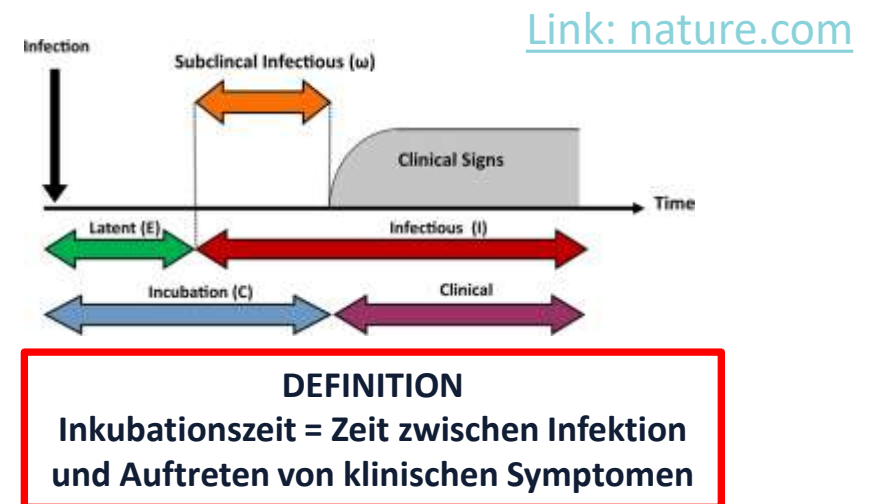 Link: nature.com
Infection
Subclincal Infectious (ω)
Clinical Signs
Time
Latent (E)
Infectious (I)
Incubation (C)
Clinical
DEFINITION
Inkubationszeit = Zeit zwischen Infektion
und Auftreten von klinischen Symptomen